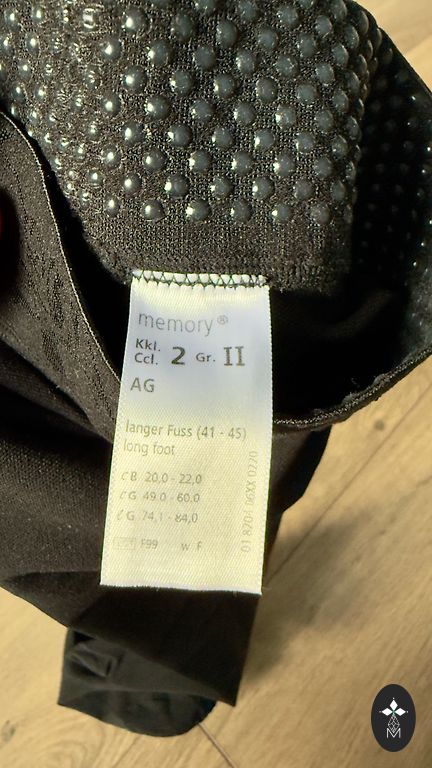 memory®
Kkl. Ccl. 2 Gr. II
AG
langer Fuss (41 - 45)
long foot
cB 20,0 - 22,0
cG 49,0 - 60,0
ℓG 74,1 - 84,0
F99 w F